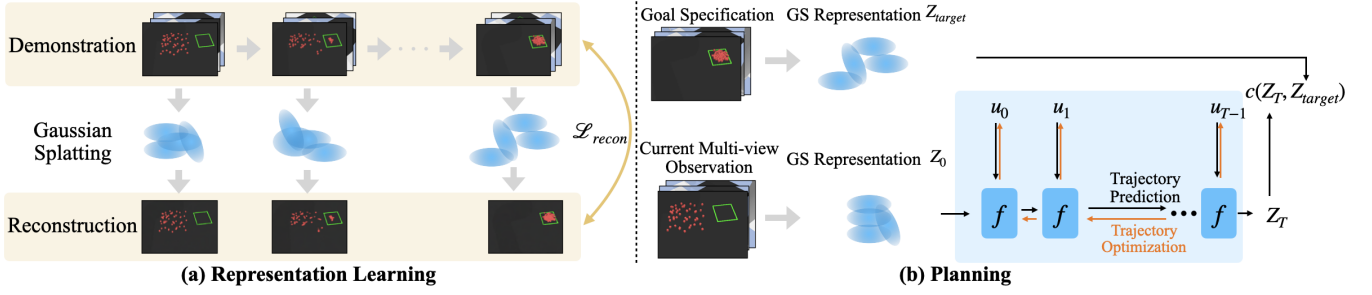 Demonstration
Gaussian
Splatting
Reconstruction
ℒ_recon
(a) Representation Learning
Goal Specification
GS Representation Z_target
Current Multi-view
Observation
GS Representation Z_0
c(Z_T, Z_target)
u_0
u_1
u_{T−1}
f
f
f
Trajectory
Prediction
Trajectory
Optimization
Z_T
(b) Planning